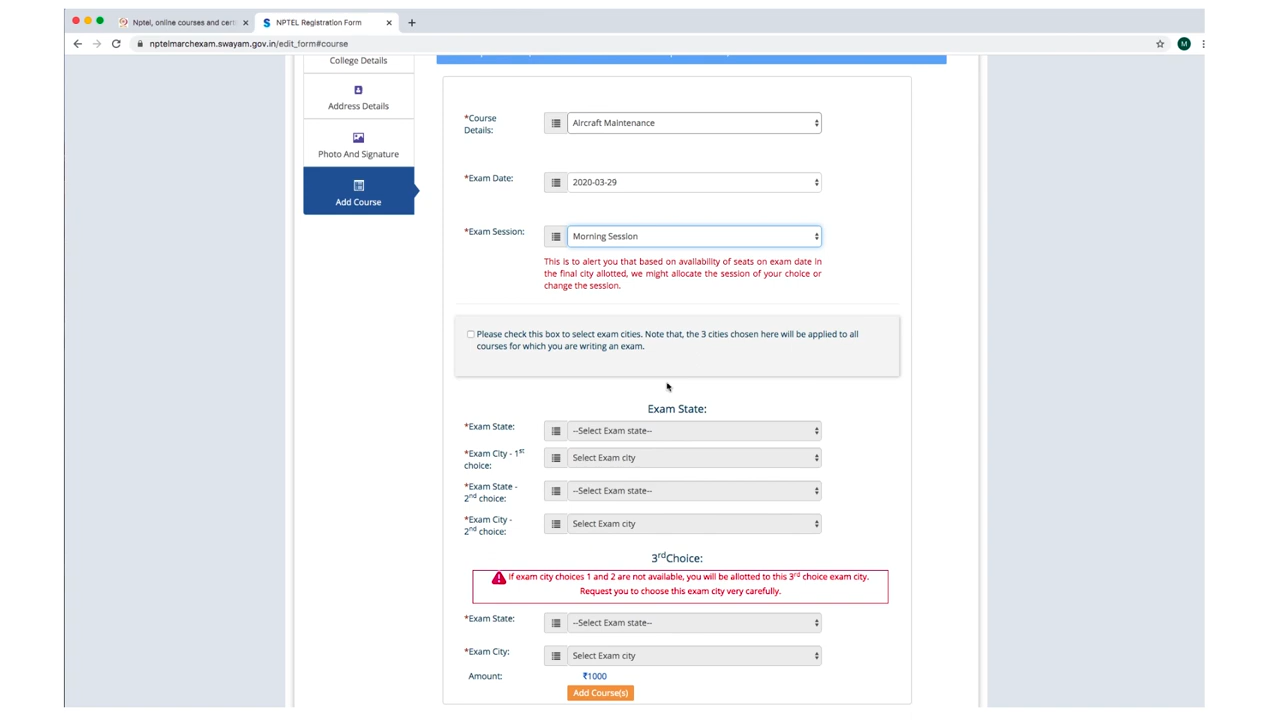 Nptel, online courses and cert
NPTEL Registration Form
nptelmarchexam.swayam.gov.in/edit_form#course
M
College Details
Address Details
Photo And Signature
Add Course
*Course Details:
Aircraft Maintenance
*Exam Date:
2020-03-29
*Exam Session:
Morning Session
This is to alert you that based on availability of seats on exam date in
the final city allotted, we might allocate the session of your choice or
change the session.
Please check this box to select exam cities. Note that, the 3 cities chosen here will be applied to all
courses for which you are writing an exam.
Exam State:
*Exam State:
--Select Exam state--
*Exam City - 1st
choice:
Select Exam city
*Exam State -
2nd choice:
--Select Exam state--
*Exam City -
2nd choice:
Select Exam city
3rdChoice:
If exam city choices 1 and 2 are not available, you will be allotted to this 3rd choice exam city.
Request you to choose this exam city very carefully.
*Exam State:
--Select Exam state--
*Exam City:
Select Exam city
Amount:
₹1000
Add Course(s)